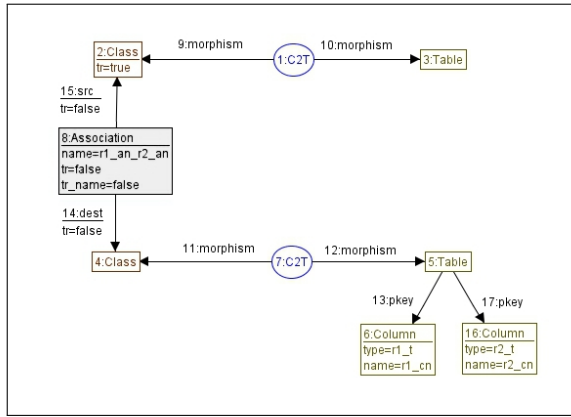 9:morphism
10:morphism
2:Class
tr=true
1:C2T
3:Table
15:src
tr=false
8:Association
name=r1_an_r2_an
tr=false
tr_name=false
14:dest
tr=false
11:morphism
12:morphism
4:Class
7:C2T
5:Table
13:pkey
17:pkey
6:Column
type=r1_t
name=r1_cn
16:Column
type=r2_t
name=r2_cn